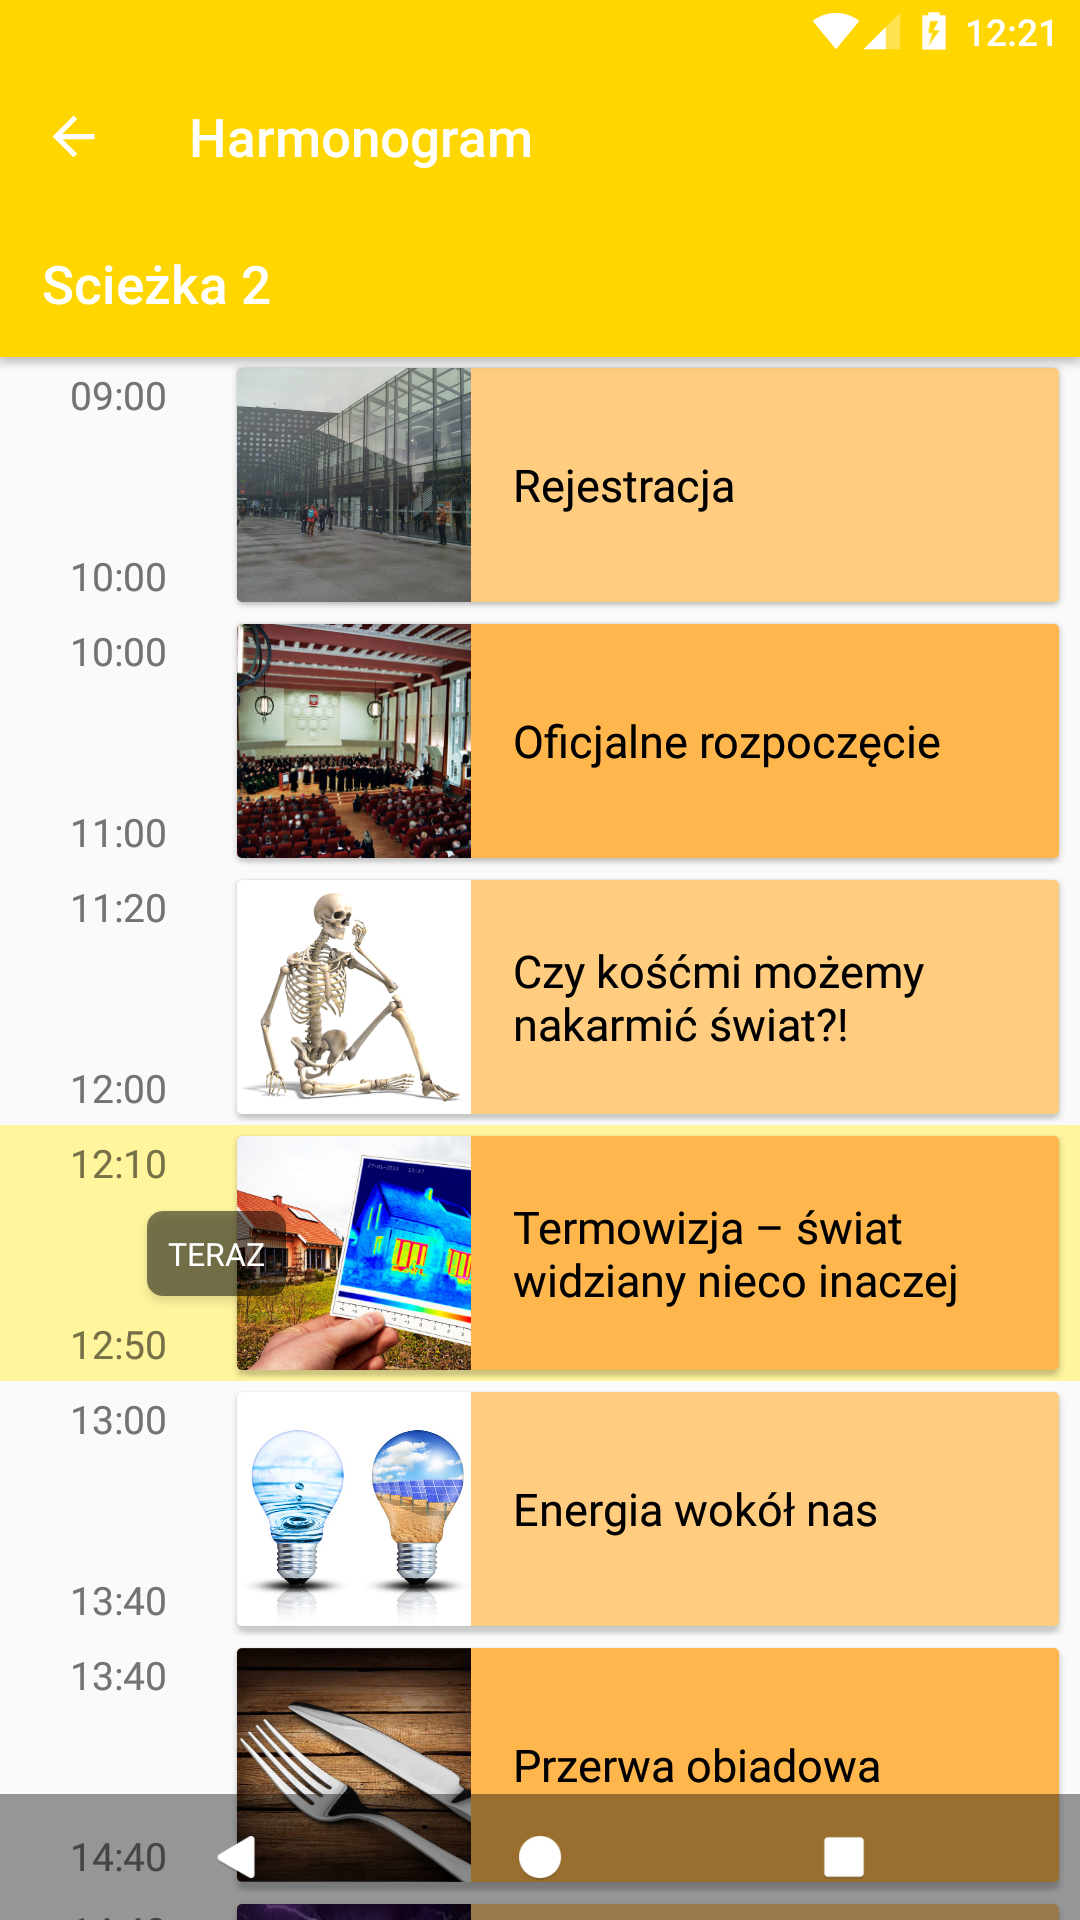 12:21
Harmonogram
Scieżka 2
09:00
Rejestracja
10:00
10:00
Oficjalne rozpoczęcie
11:00
11:20
Czy kośćmi możemy
nakarmić świat?!
12:00
12:10
Termowizja – świat
widziany nieco inaczej
TERAZ
12:50
13:00
Energia wokół nas
13:40
13:40
Przerwa obiadowa
14:40